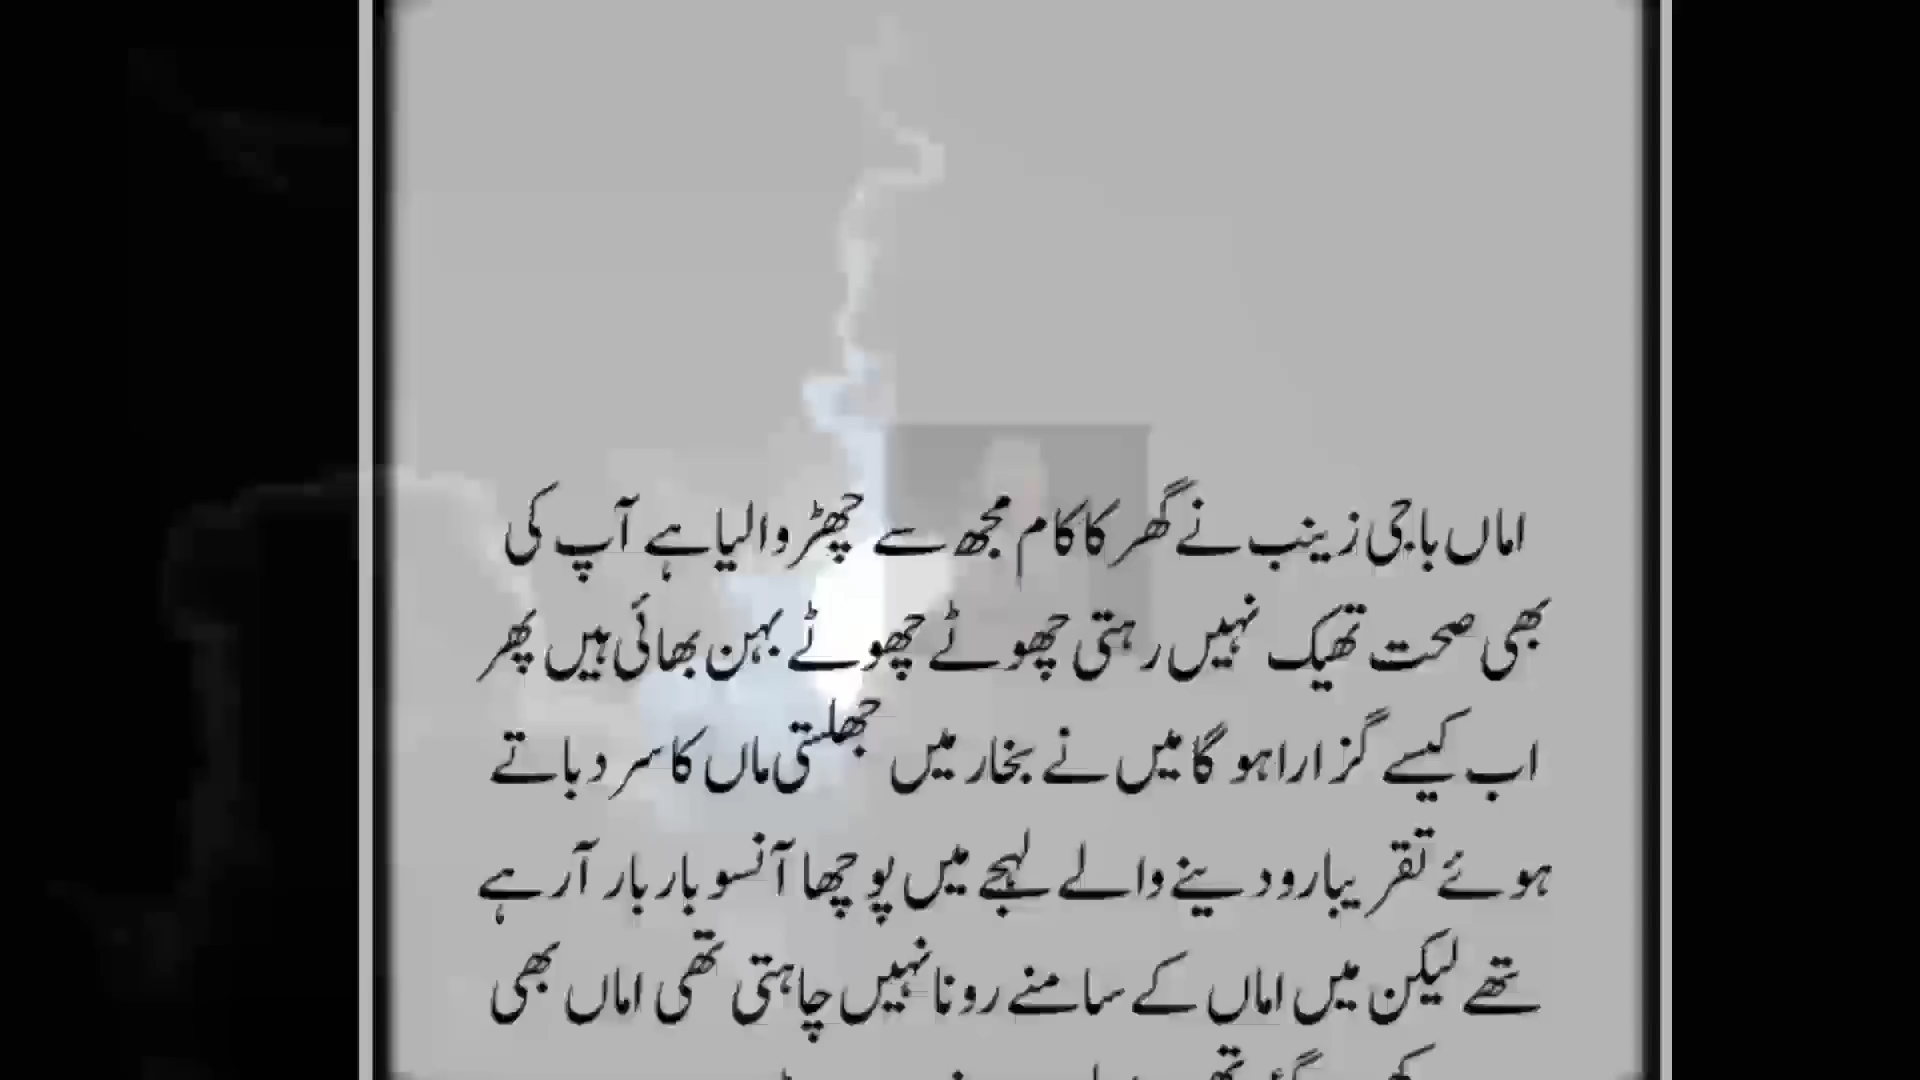 اماں باجی زینب نے گھر کا کام مجھ سے چھڑوا لیا ہے آپ کی
بھی صحت ٹھیک نہیں رہتی چھوٹے چھوٹے بہن بھائی ہیں پھر
اب کیسے گزارا ہو گا میں نے بخار میں جھلستی ماں کا سر دباتے
ہوئے تقریبا رو دینے والے لہجے میں پوچھا آنسو بار بار آ رہے
تھے لیکن میں اماں کے سامنے رونا نہیں چاہتی تھی اماں بھی